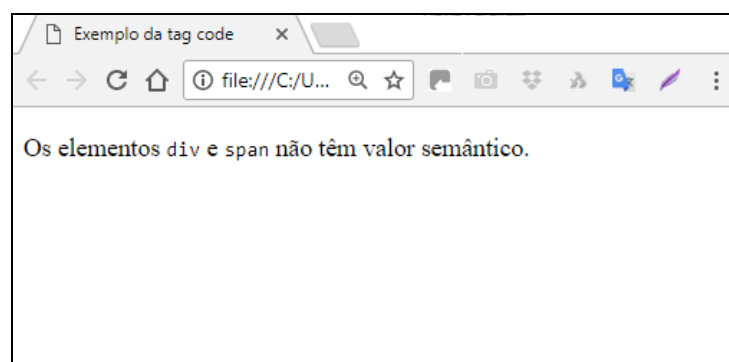 Exemplo da tag code
file:///C:/U...
Os elementos div e span não têm valor semântico.